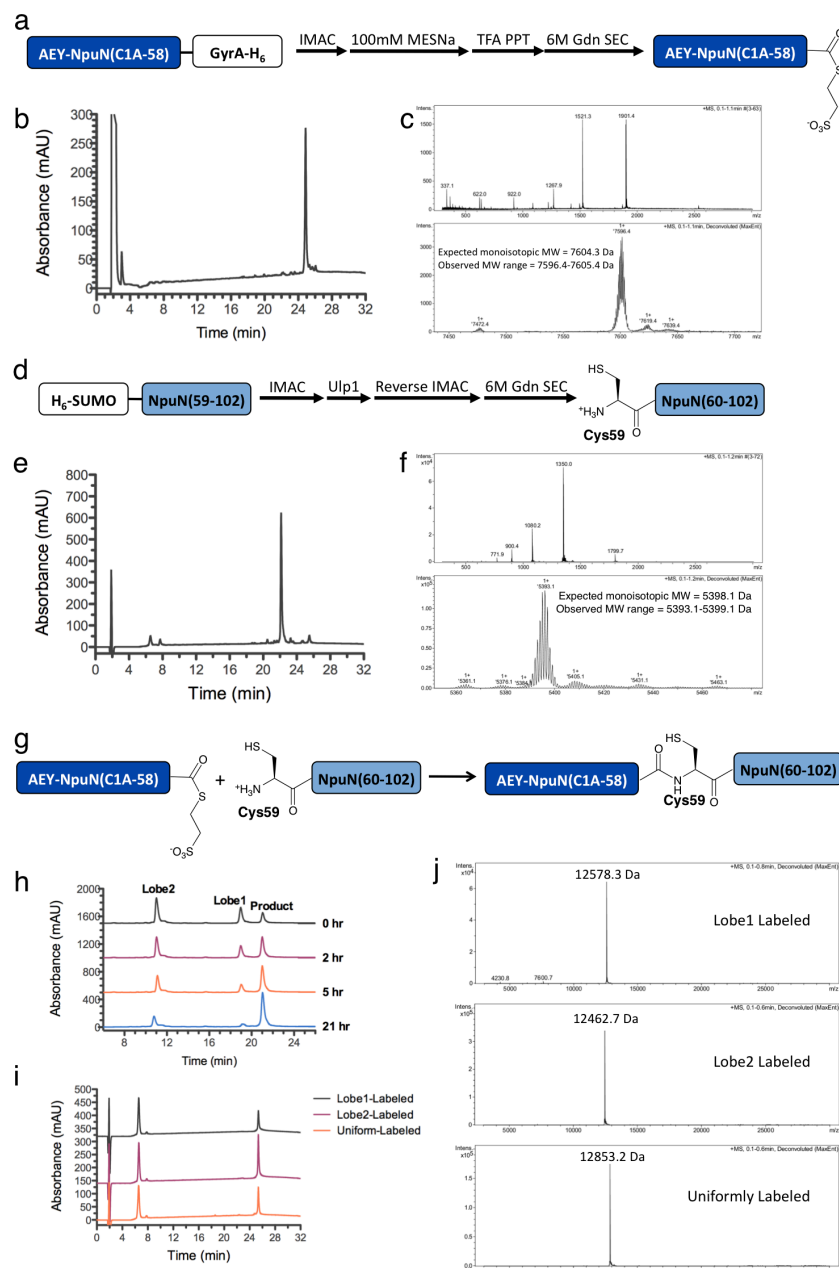 a
AEY-NpuN(C1A-58)
GyrA-H6
IMAC
100mM MESNa
TFA PPT
6M Gdn SEC
AEY-NpuN(C1A-58)
O
S
-O3S
b
Absorbance (mAU)
300
250
200
150
100
50
0
0 4 8 12 16 20 24 28 32
Time (min)
c
Intens.
+MS, 0.1-1.1min #(3-63)
1500
1000
500
0
337.1
622.0
922.0
1267.9
1521.3
1901.4
500 1000 1500 2000 2500 m/z
+MS, 0.1-1.1min, Deconvoluted (MaxEnt)
1+
'7596.4
Expected monoisotopic MW = 7604.3 Da
Observed MW range = 7596.4-7605.4 Da
3000
2000
1000
0
1+
'7472.4
1+
'7619.4
1+
'7639.4
7450 7500 7550 7600 7650 7700 m/z
d
H6-SUMO
NpuN(59-102)
IMAC
Ulp1
Reverse IMAC
6M Gdn SEC
HS
+H3N
O
Cys59
NpuN(60-102)
e
Absorbance (mAU)
800
700
600
500
400
300
200
100
0
0 4 8 12 16 20 24 28 32
Time (min)
f
Intens.
x10⁴
+MS, 0.1-1.2min #(3-72)
6
4
2
0
771.9
900.4
1080.2
1350.0
1799.7
500 1000 1500 2000 2500 m/z
x10⁵
+MS, 0.1-1.2min, Deconvoluted (MaxEnt)
1+
'5393.1
Expected monoisotopic MW = 5398.1 Da
Observed MW range = 5393.1-5399.1 Da
1.00
0.75
0.50
0.25
0.00
1+
'5361.1
1+
'5376.1
1+
1+
'5405.1
1+
'5431.1
1+
'5463.1
5360 5380 5400 5420 5440 5460 m/z
g
AEY-NpuN(C1A-58)
O
S
-O3S
+
HS
+H3N
O
Cys59
NpuN(60-102)
AEY-NpuN(C1A-58)
O
N
H
HS
O
Cys59
NpuN(60-102)
h
Absorbance (mAU)
2000
1600
1200
800
400
0
Lobe2
Lobe1
Product
0 hr
2 hr
5 hr
21 hr
8 12 16 20 24
Time (min)
i
Absorbance (mAU)
500
450
400
350
300
250
200
150
100
50
0
Lobe1-Labeled
Lobe2-Labeled
Uniform-Labeled
0 4 8 12 16 20 24 28 32
Time (min)
j
Intens.
x10⁴
+MS, 0.1-0.8min, Deconvoluted (MaxEnt)
12578.3 Da
Lobe1 Labeled
6
4
2
0
4230.8
7600.7
5000 10000 15000 20000 25000 m/z
Intens.
x10⁵
+MS, 0.1-0.6min, Deconvoluted (MaxEnt)
12462.7 Da
Lobe2 Labeled
3
2
1
0
5000 10000 15000 20000 25000 m/z
Intens.
x10⁵
+MS, 0.1-0.6min, Deconvoluted (MaxEnt)
12853.2 Da
Uniformly Labeled
1.5
1.0
0.5
0.0